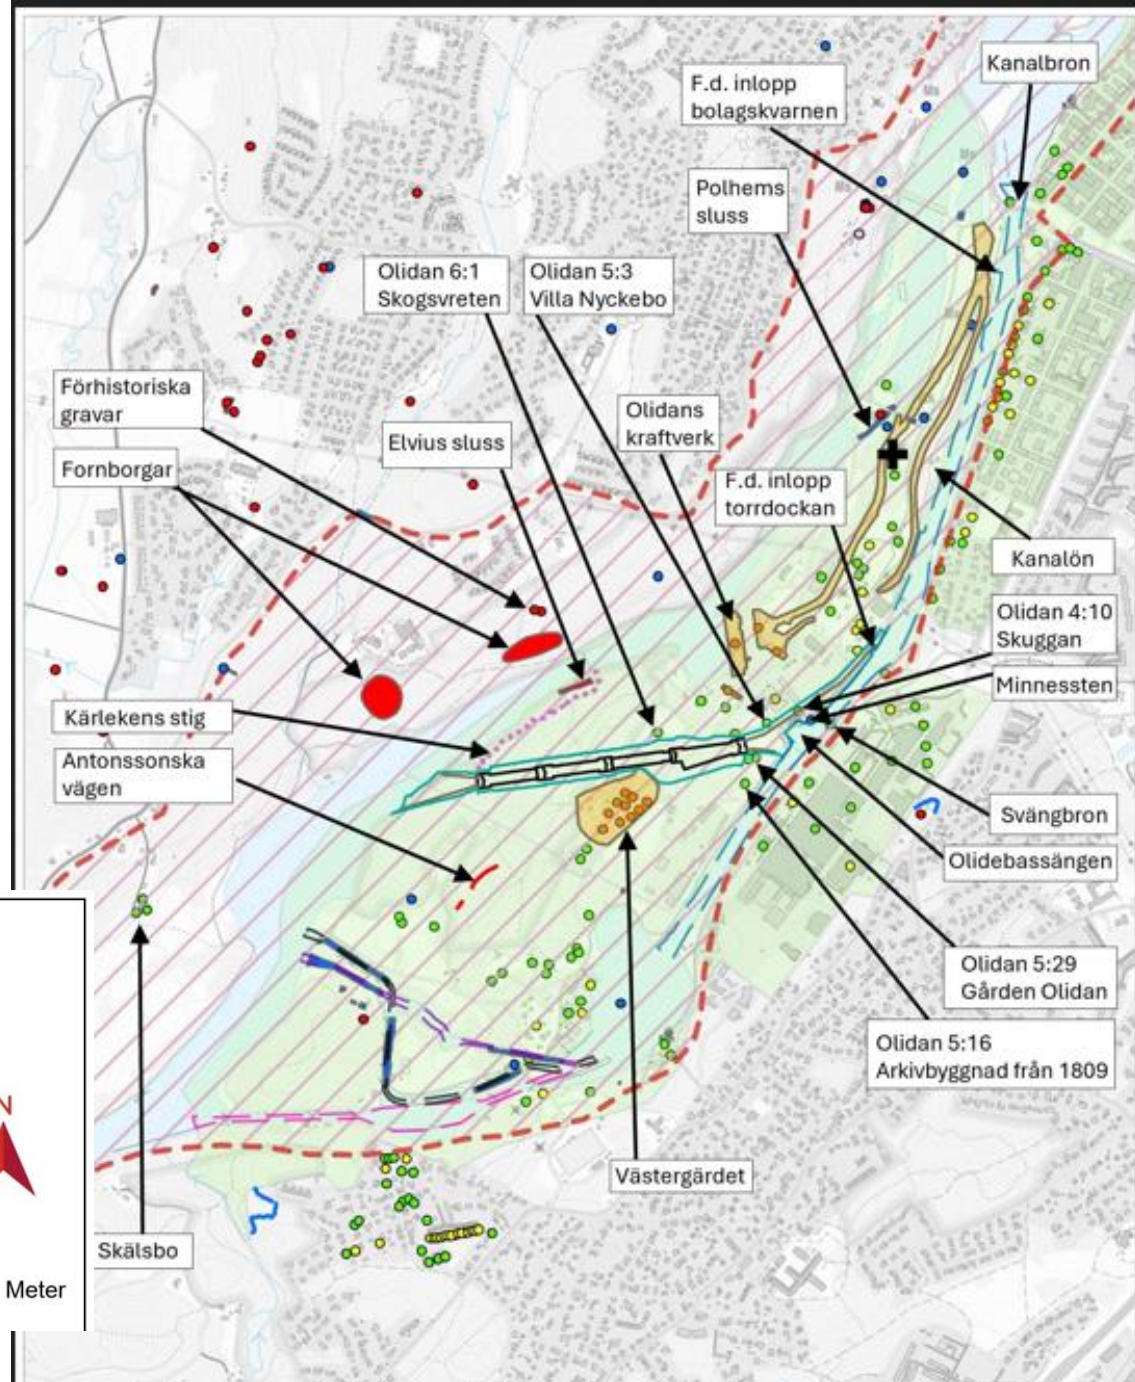 Kanalbron
F.d. inlopp
bolagskvarnen
Polhems
sluss
Olidan 6:1
Skogsvreten
Olidan 5:3
Villa Nyckebo
Förhistoriska
gravar
Olidans
kraftverk
Elvius sluss
Fornborgar
F.d. inlopp
torrdockan
Kanalön
Olidan 4:10
Skuggan
Minnessten
Kärlekens stig
Antonssonska
vägen
Svängbron
Olidebassängen
Olidan 5:29
Gården Olidan
Olidan 5:16
Arkivbyggnad från 1809
N
Västergärdet
Skälsbo
Meter